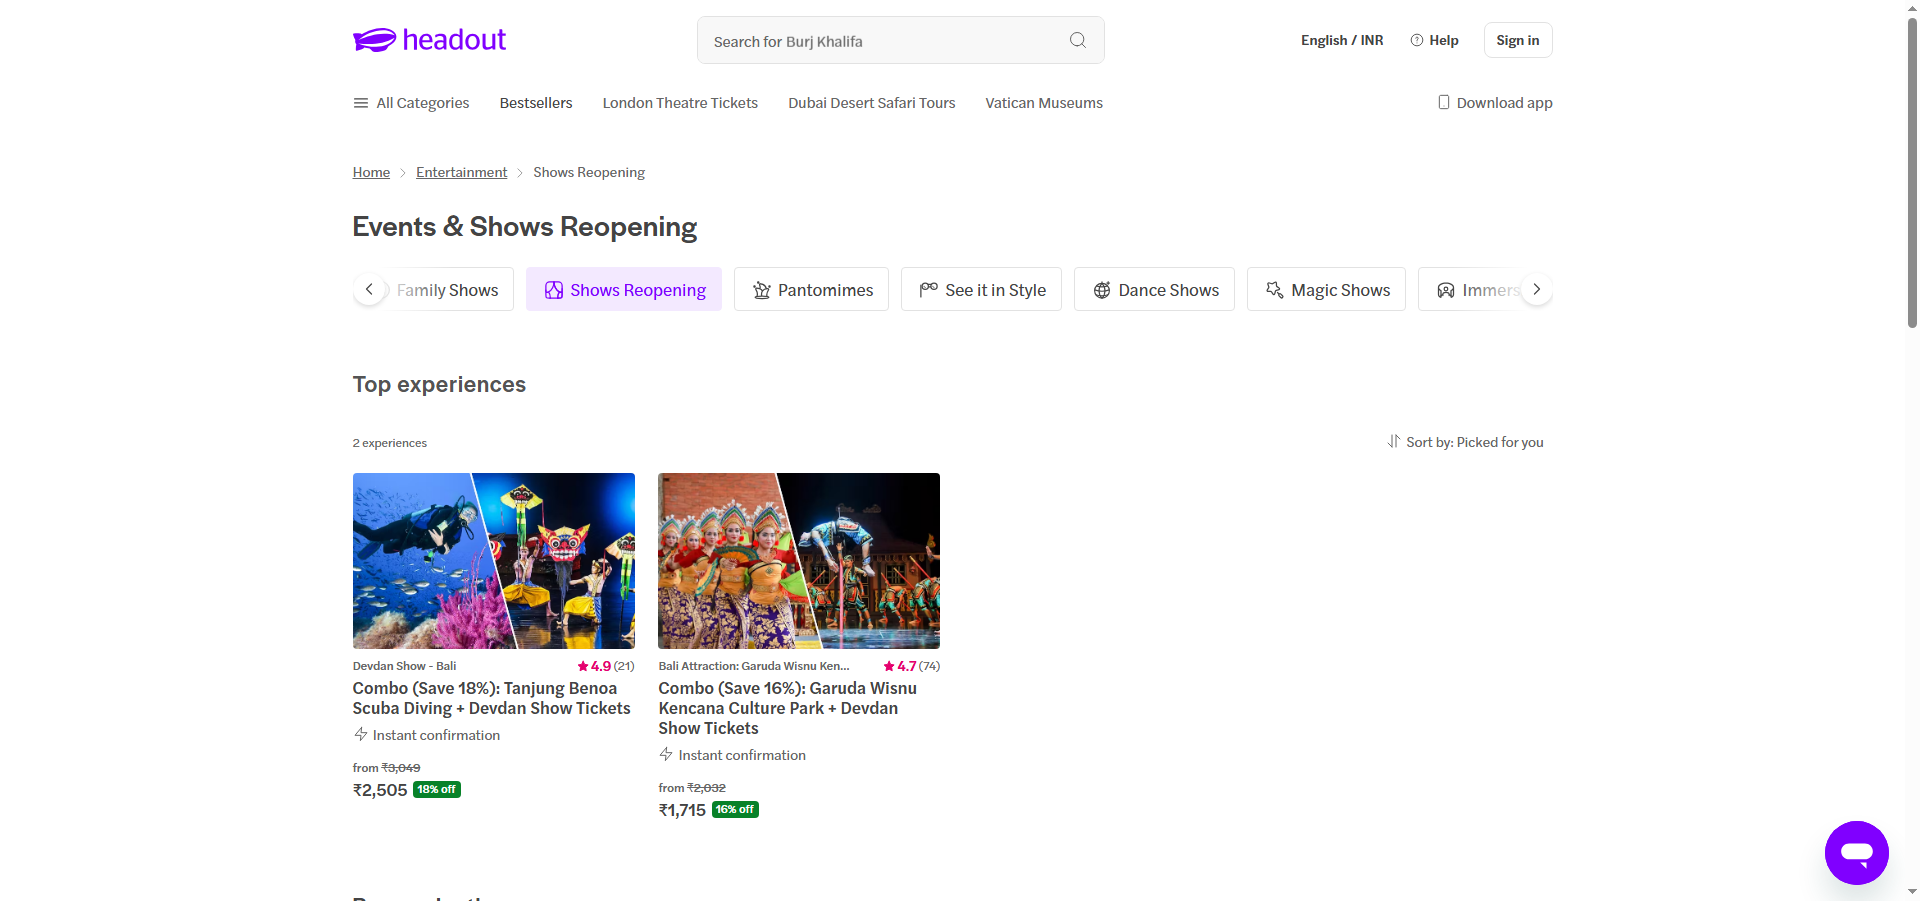 headout
Search for Burj Khalifa
English / INR
Help
Sign in
All Categories
Bestsellers
London Theatre Tickets
Dubai Desert Safari Tours
Vatican Museums
Download app
Home
Entertainment
Shows Reopening
Events & Shows Reopening
Family Shows
Shows Reopening
Pantomimes
See it in Style
Dance Shows
Magic Shows
Immers
Top experiences
2 experiences
Sort by: Picked for you
Devdan Show - Bali
4.9 (21)
Combo (Save 18%): Tanjung Benoa
Scuba Diving + Devdan Show Tickets
Instant confirmation
from ₹3,049
₹2,505 18% off
Bali Attraction: Garuda Wisnu Ken...
4.7 (74)
Combo (Save 16%): Garuda Wisnu
Kencana Culture Park + Devdan
Show Tickets
Instant confirmation
from ₹2,032
₹1,715 16% off